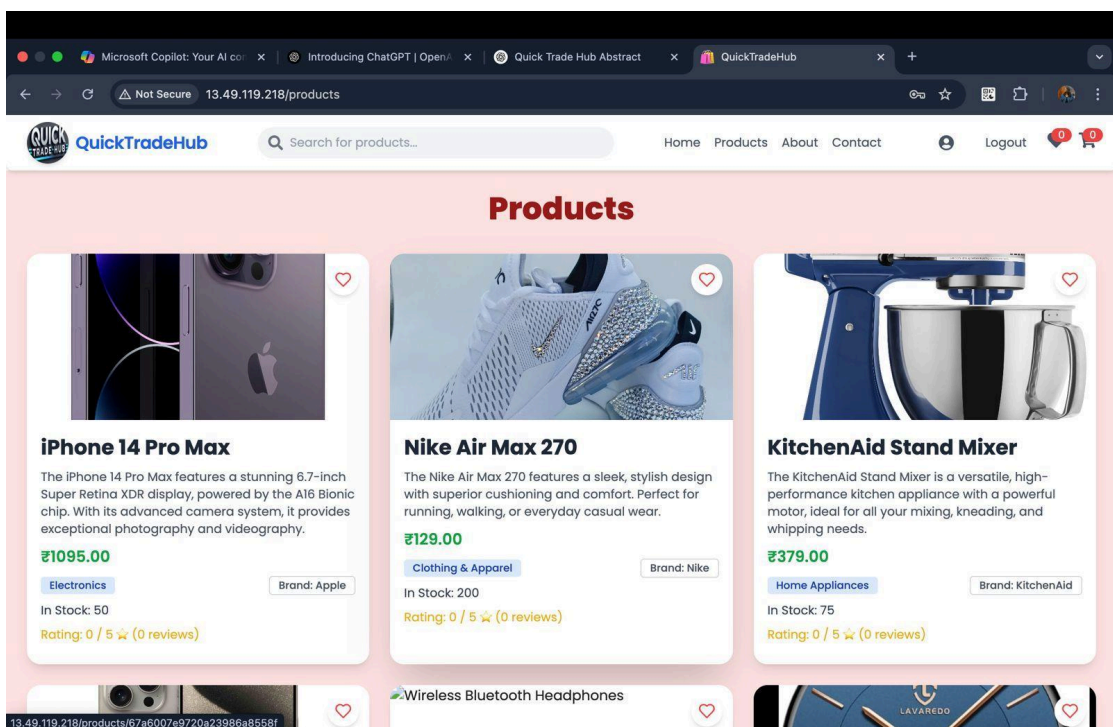 Microsoft Copilot: Your AI co
Introducing ChatGPT | OpenA
Quick Trade Hub Abstract
QuickTradeHub
Not Secure
13.49.119.218/products
QUICK
TRADE-HUB
QuickTradeHub
Search for products...
Home
Products
About
Contact
Logout
0
0
Products
iPhone 14 Pro Max
The iPhone 14 Pro Max features a stunning 6.7-inch
Super Retina XDR display, powered by the A16 Bionic
chip. With its advanced camera system, it provides
exceptional photography and videography.
₹1095.00
Electronics
Brand: Apple
In Stock: 50
Rating: 0 / 5 ⭐ (0 reviews)
AIR 270
Nike Air Max 270
The Nike Air Max 270 features a sleek, stylish design
with superior cushioning and comfort. Perfect for
running, walking, or everyday casual wear.
₹129.00
Clothing & Apparel
Brand: Nike
In Stock: 200
Rating: 0 / 5 ⭐ (0 reviews)
KitchenAid Stand Mixer
The KitchenAid Stand Mixer is a versatile, high-
performance kitchen appliance with a powerful
motor, ideal for all your mixing, kneading, and
whipping needs.
₹379.00
Home Appliances
Brand: KitchenAid
In Stock: 75
Rating: 0 / 5 ⭐ (0 reviews)
Wireless Bluetooth Headphones
LAVAREDO
13.49.119.218/products/67a6007e9720a23986a8558f